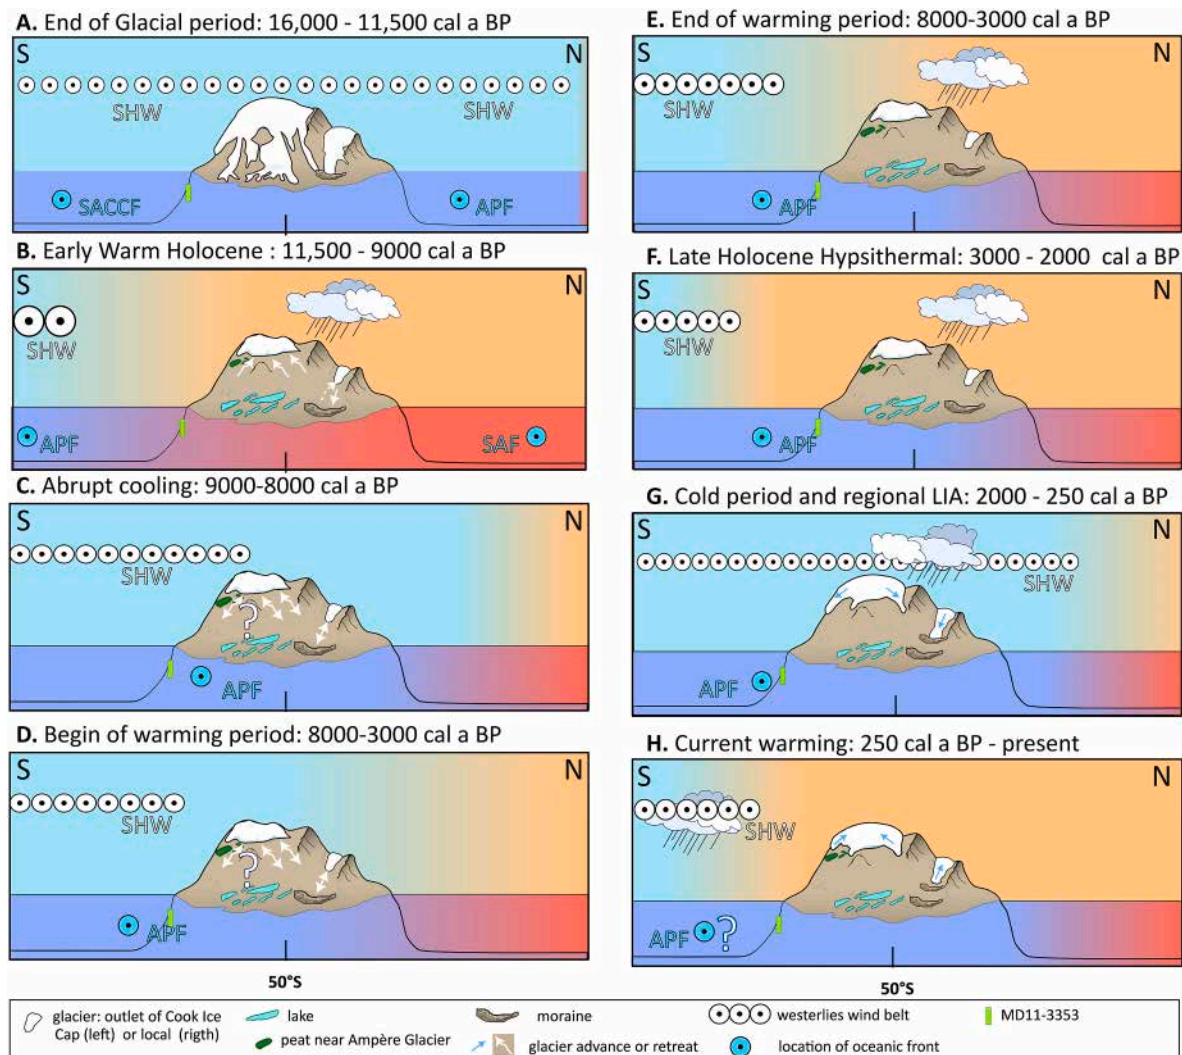 A. End of Glacial period: 16,000 - 11,500 cal a BP
S N
SHW SHW
SACCF APF
B. Early Warm Holocene : 11,500 - 9000 cal a BP
S N
SHW
APF SAF
C. Abrupt cooling: 9000-8000 cal a BP
S N
SHW
?
APF
D. Begin of warming period: 8000-3000 cal a BP
S N
SHW
?
APF
50°S
E. End of warming period: 8000-3000 cal a BP
S N
SHW
APF
F. Late Holocene Hypsithermal: 3000 - 2000 cal a BP
S N
SHW
APF
G. Cold period and regional LIA: 2000 - 250 cal a BP
S N
SHW
APF
H. Current warming: 250 cal a BP - present
S N
SHW
APF ?
50°S
glacier: outlet of Cook Ice
Cap (left) or local (rigth)
lake
peat near Ampère Glacier
moraine
glacier advance or retreat
westerlies wind belt
location of oceanic front
MD11-3353